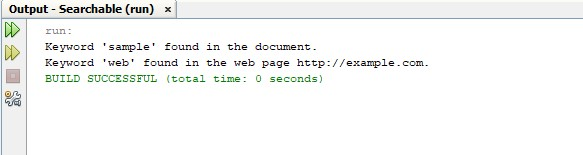 Output - Searchable (run) ×
run:
Keyword 'sample' found in the document.
Keyword 'web' found in the web page http://example.com.
BUILD SUCCESSFUL (total time: 0 seconds)